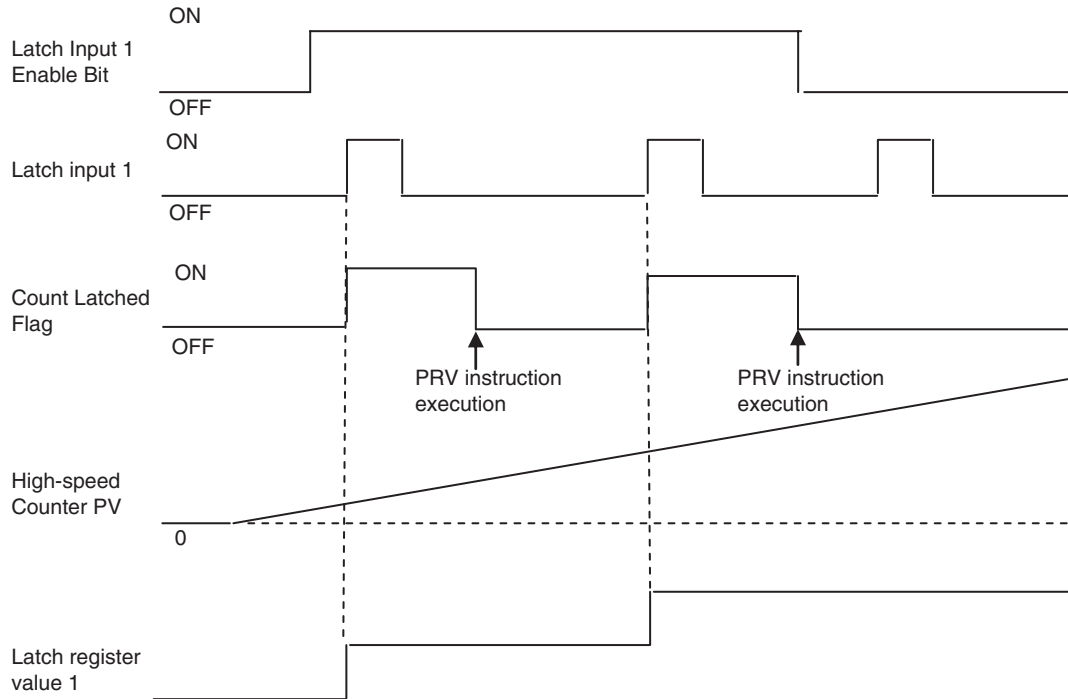 ON
Latch Input 1
Enable Bit
OFF
ON
Latch input 1
OFF
ON
Count Latched
Flag
OFF
PRV instruction
execution
PRV instruction
execution
High-speed
Counter PV
0
Latch register
value 1